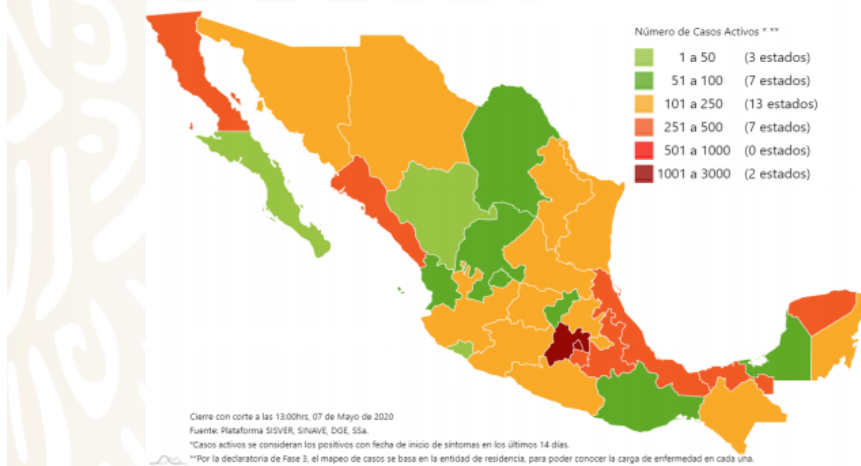 Número de Casos Activos * **
1 a 50 (3 estados)
51 a 100 (7 estados)
101 a 250 (13 estados)
251 a 500 (7 estados)
501 a 1000 (0 estados)
1001 a 3000 (2 estados)
Cierre con corte a las 13:00hrs, 07 de Mayo de 2020
Fuente: Plataforma SISVER, SINAVE, DGE, SSa.
*Casos activos se consideran los positivos con fecha de inicio de síntomas en los últimos 14 días.
**Por la declaratoria de Fase 3, el mapeo de casos se basa en la entidad de residencia, para poder conocer la carga de enfermedad en cada una.